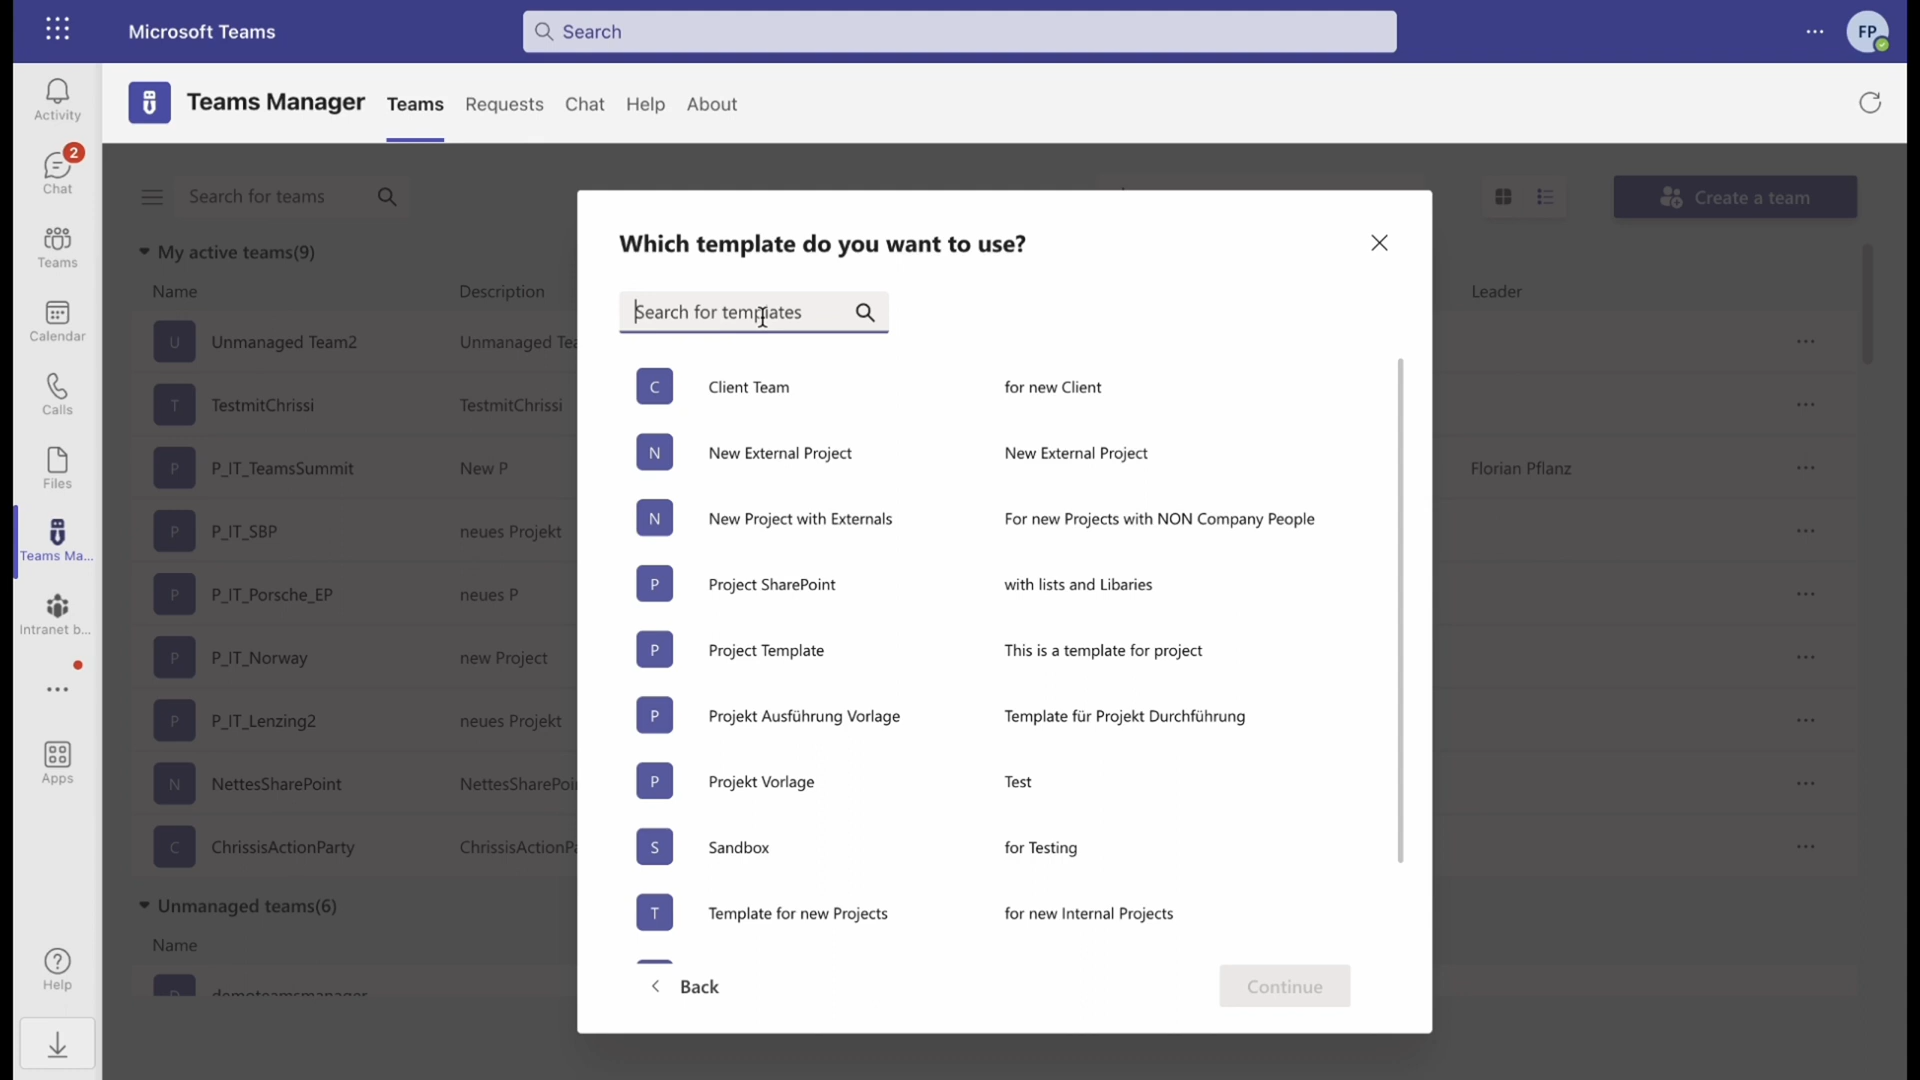 Microsoft Teams
Search
FP
Activity
2
Chat
Teams
Calendar
Calls
Files
Teams Ma...
Intranet b...
Apps
Help
Teams Manager Teams Requests Chat Help About
Search for teams
Create a team
My active teams(9)
Name Description Leader
U Unmanaged Team2 Unmanaged Tea
T TestmitChrissi TestmitChrissi
P P_IT_TeamsSummit New P Florian Pflanz
P P_IT_SBP neues Projekt
P P_IT_Porsche_EP neues P
P P_IT_Norway new Project
P P_IT_Lenzing2 neues Projekt
N NettesSharePoint NettesSharePoi
C ChrissisActionParty ChrissisActionP
Unmanaged teams(6)
Name
D demoteamsmanager
Which template do you want to use?
Search for templates
C Client Team for new Client
N New External Project New External Project
N New Project with Externals For new Projects with NON Company People
P Project SharePoint with lists and Libaries
P Project Template This is a template for project
P Projekt Ausführung Vorlage Template für Projekt Durchführung
P Projekt Vorlage Test
S Sandbox for Testing
T Template for new Projects for new Internal Projects
Back
Continue